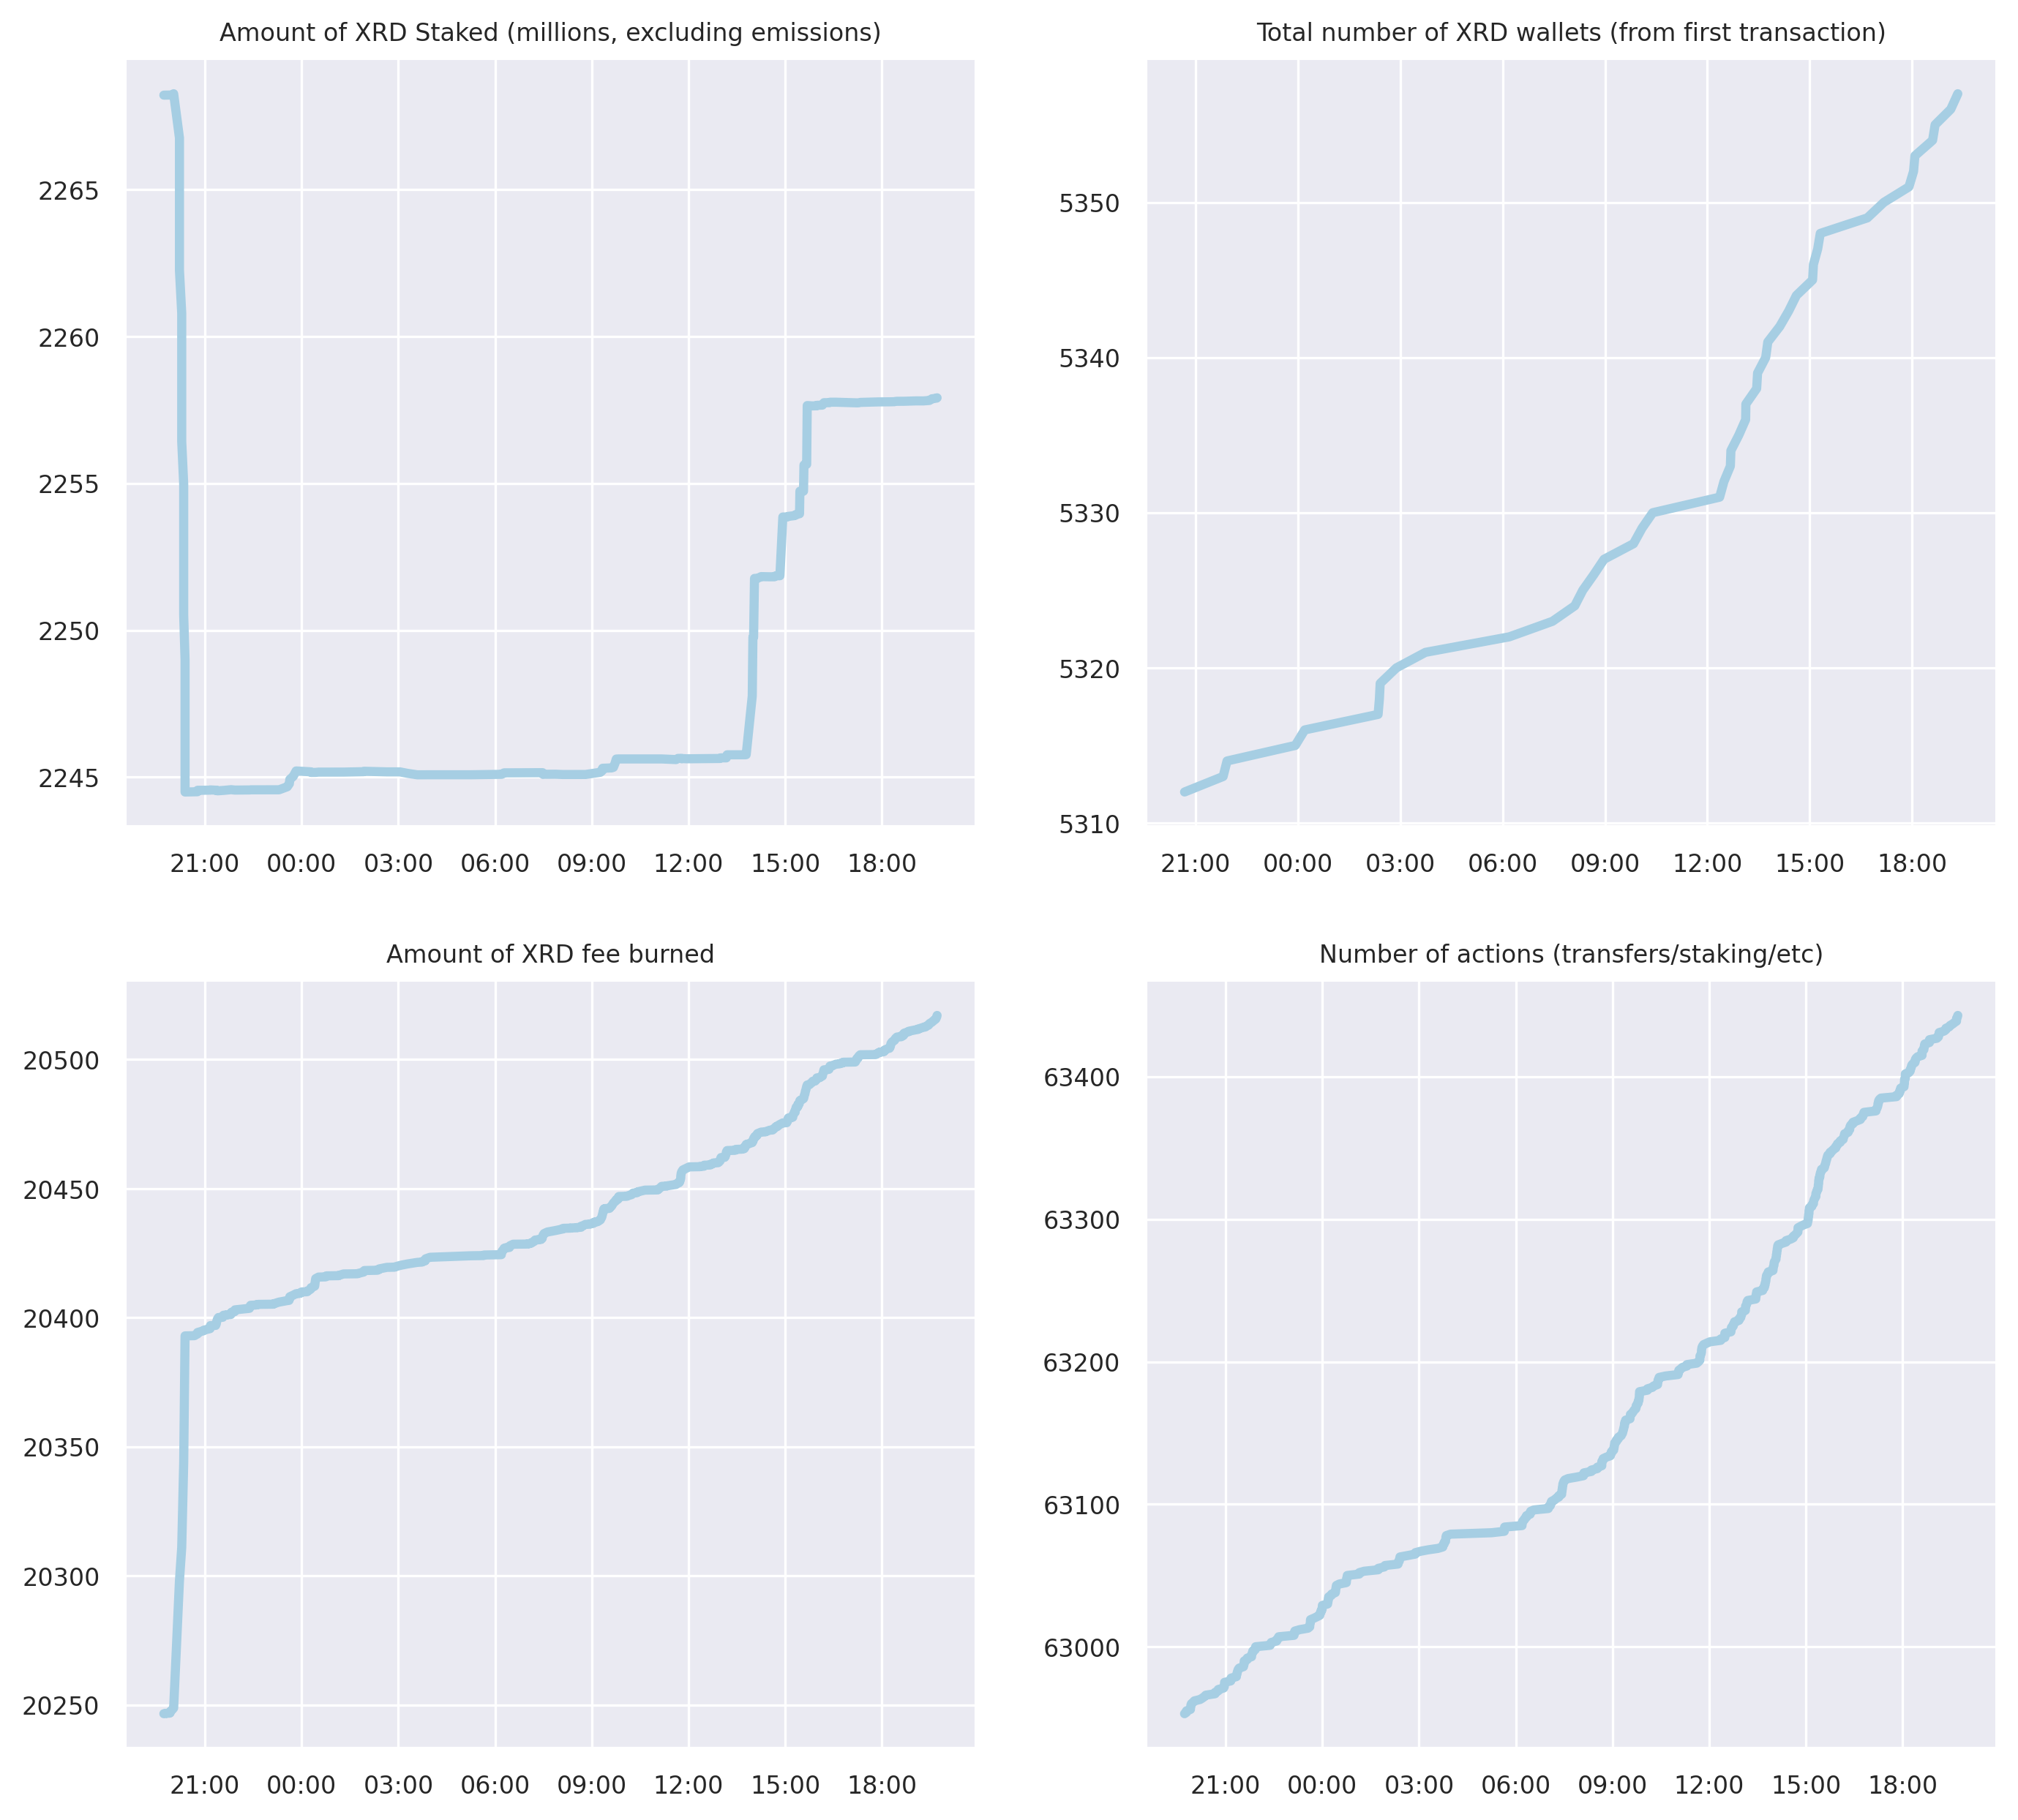 Amount of XRD Staked (millions, excluding emissions)
2265
2260
2255
2250
2245
21:00 00:00 03:00 06:00 09:00 12:00 15:00 18:00
Total number of XRD wallets (from first transaction)
5350
5340
5330
5320
5310
21:00 00:00 03:00 06:00 09:00 12:00 15:00 18:00
Amount of XRD fee burned
20500
20450
20400
20350
20300
20250
21:00 00:00 03:00 06:00 09:00 12:00 15:00 18:00
Number of actions (transfers/staking/etc)
63400
63300
63200
63100
63000
21:00 00:00 03:00 06:00 09:00 12:00 15:00 18:00